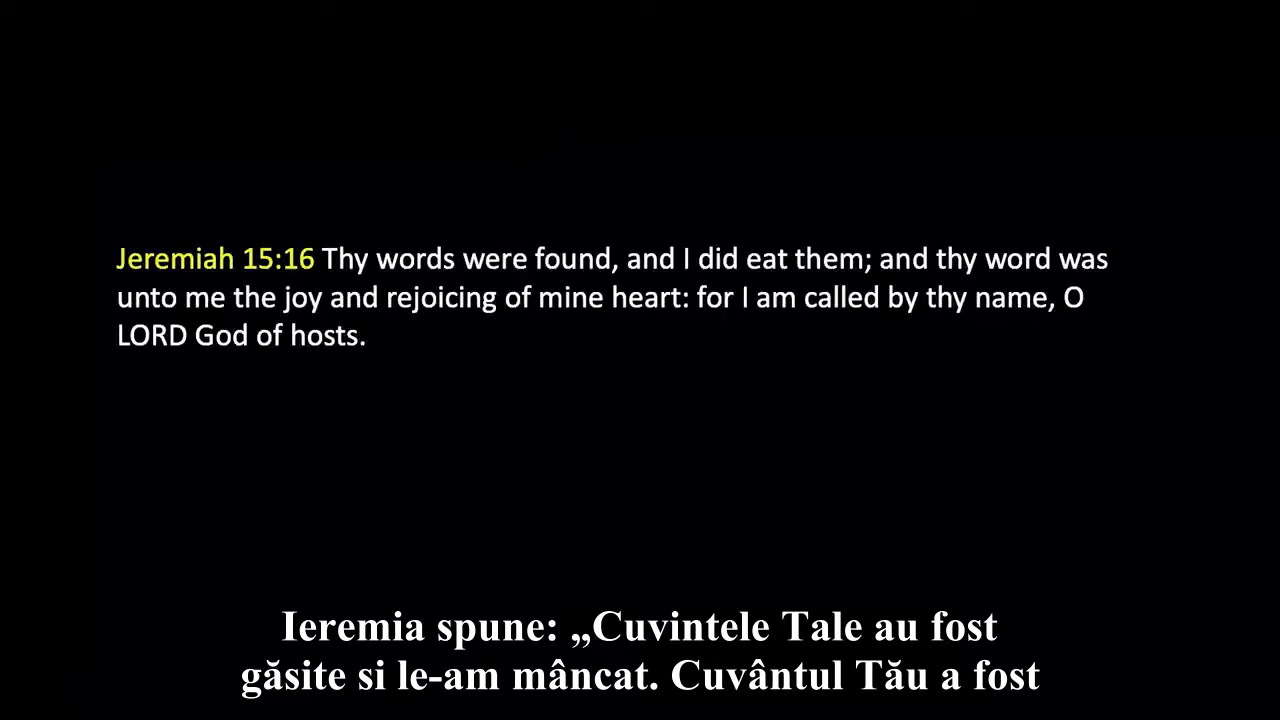 Jeremiah 15:16 Thy words were found, and I did eat them; and thy word was
unto me the joy and rejoicing of mine heart: for I am called by thy name, O
LORD God of hosts.
Ieremia spune: „Cuvintele Tale au fost
găsite si le-am mâncat. Cuvântul Tău a fost